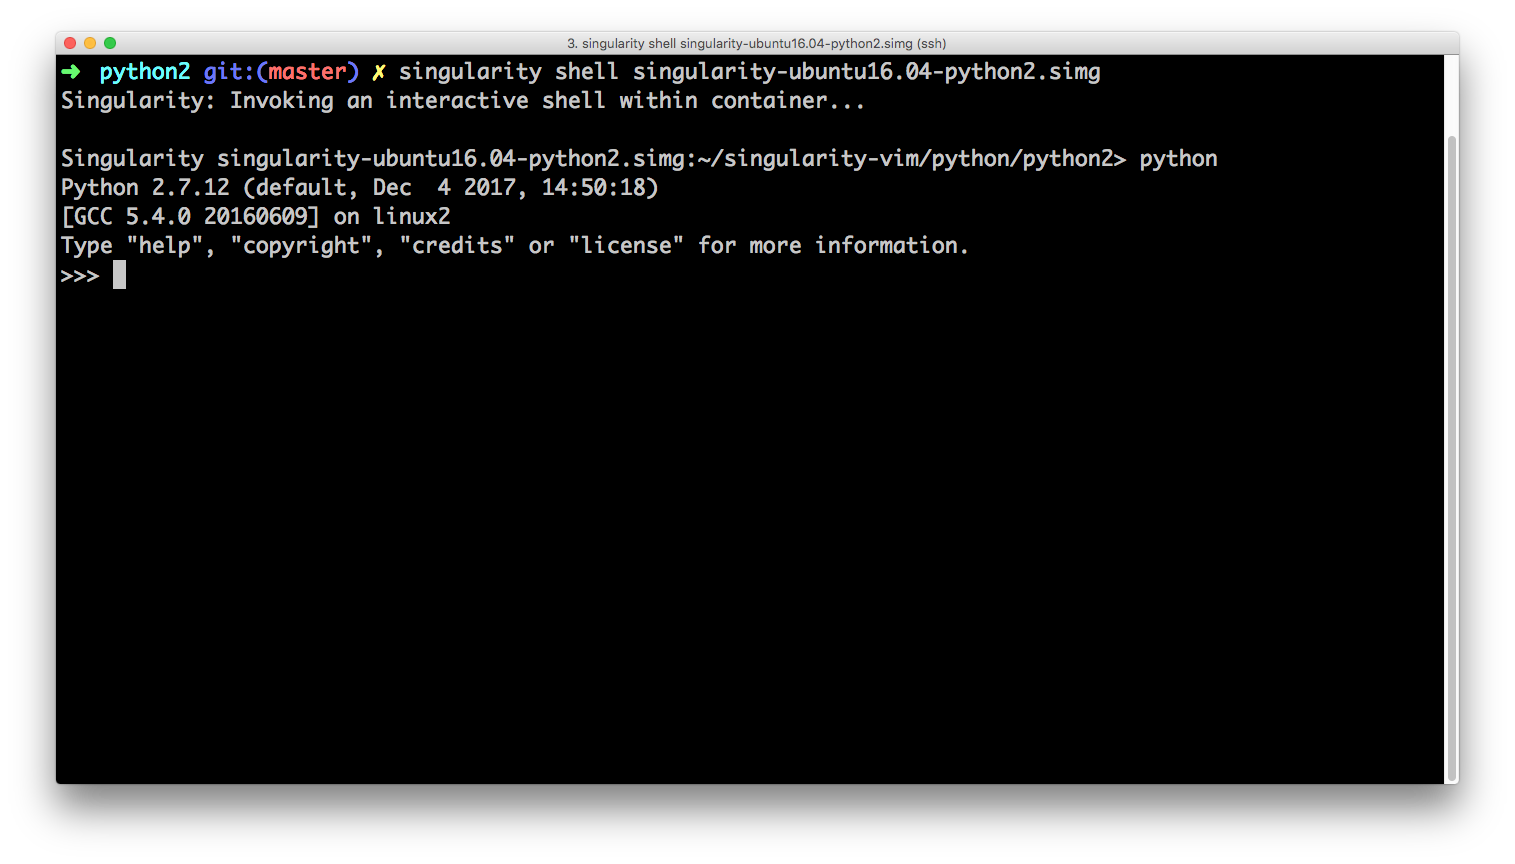 3. singularity shell singularity-ubuntu16.04-python2.simg (ssh)
➜  python2 git:(master) ✗ singularity shell singularity-ubuntu16.04-python2.simg
Singularity: Invoking an interactive shell within container...
Singularity singularity-ubuntu16.04-python2.simg:~/singularity-vim/python/python2> python
Python 2.7.12 (default, Dec  4 2017, 14:50:18)
[GCC 5.4.0 20160609] on linux2
Type "help", "copyright", "credits" or "license" for more information.
>>>